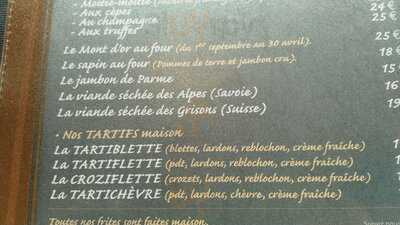 - Aux cèpes
- Au champagne 24 €
- Aux truffes 25 €
Le Mont d'or au four (du 1er septembre au 30 avril). 25
Le sapin au four (Pommes de terre et jambon cru). 18
Le jambon de Parme 15
La viande séchée des Alpes (Savoie) 16
La viande séchée des Grisons (Suisse) 19
- Nos TARTIFS maison
La TARTIBLETTE (blettes, lardons, reblochon, crème fraîche)
La TARTIFLETTE (pdt, lardons, reblochon, crème fraîche)
La CROZIFLETTE (crozets, lardons, reblochon, crème fraîche)
La TARTICHÈVRE (pdt, lardons, chèvre, crème fraîche)
Toutes nos frites sont faites maison.